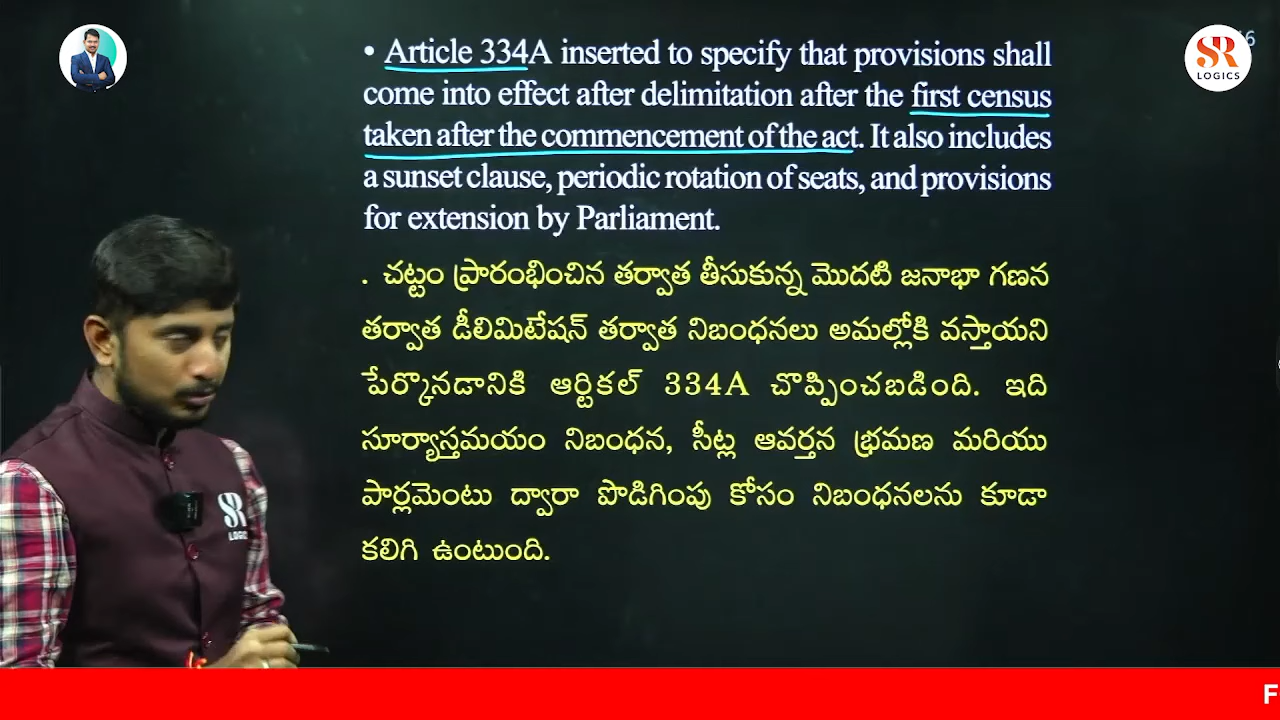 • Article 334A inserted to specify that provisions shall
come into effect after delimitation after the first census
taken after the commencement of the act. It also includes
a sunset clause, periodic rotation of seats, and provisions
for extension by Parliament.
. చట్టం ప్రారంభించిన తర్వాత తీసుకున్న మొదటి జనాభా గణన
తర్వాత డీలిమిటేషన్ తర్వాత నిబంధనలు అమల్లోకి వస్తాయని
పేర్కొనడానికి ఆర్టికల్ 334A చొప్పించబడింది. ఇది
సూర్యాస్తమయం నిబంధన, సీట్ల ఆవర్తన భ్రమణ మరియు
పార్లమెంటు ద్వారా పొడిగింపు కోసం నిబంధనలను కూడా
కలిగి ఉంటుంది.
SR
LOGICS
SR
LOGICS
F